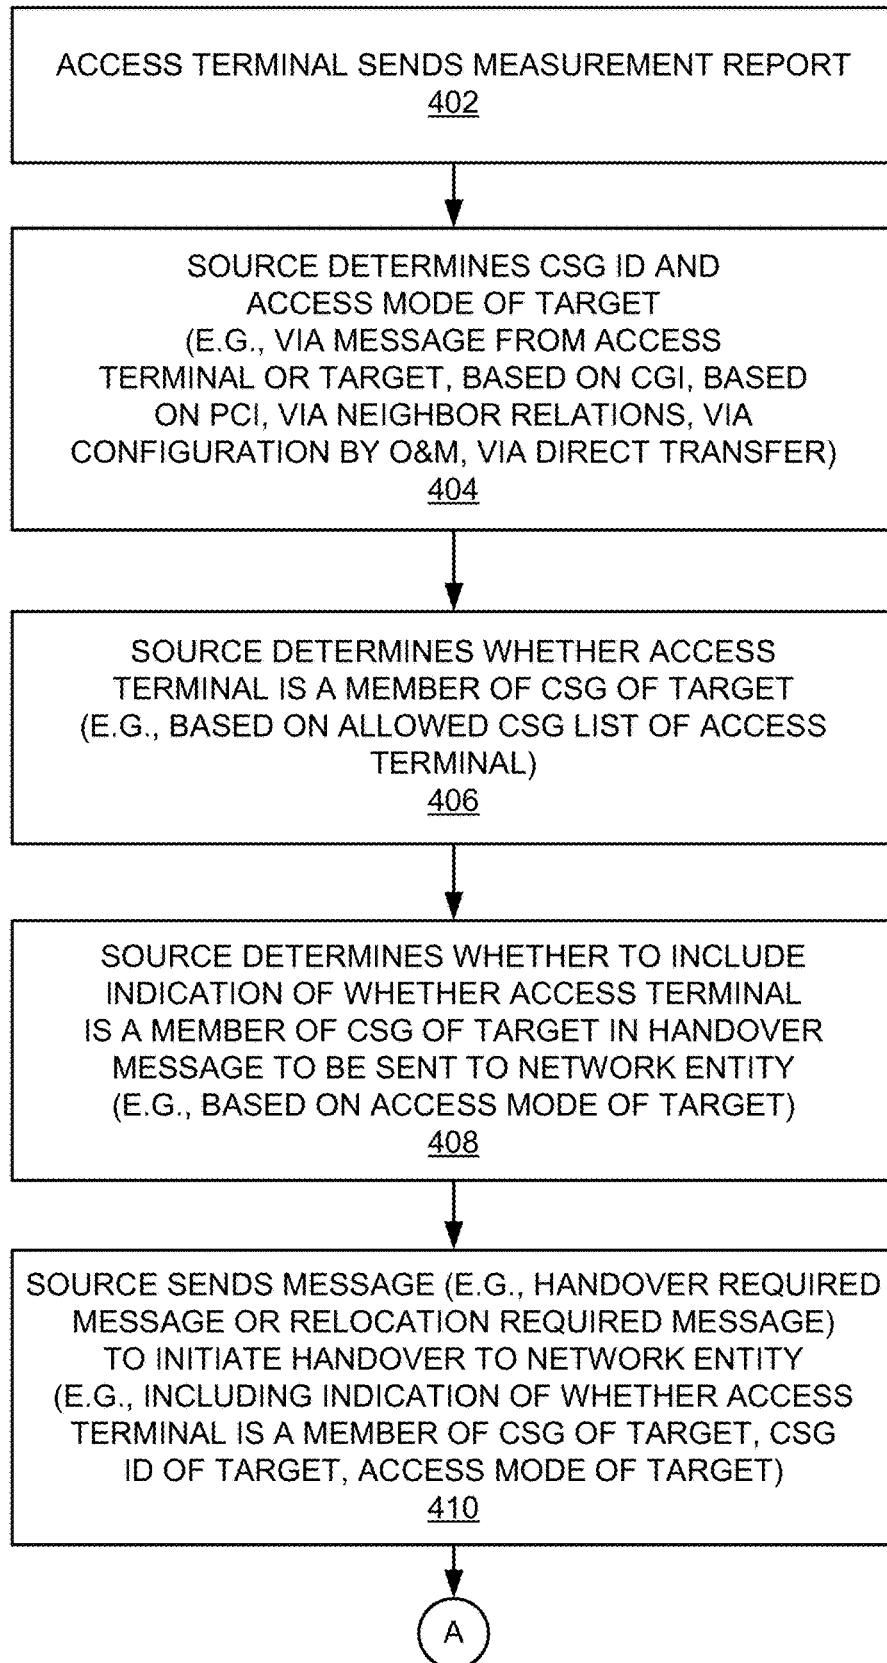 ACCESS TERMINAL SENDS MEASUREMENT REPORT
402
SOURCE DETERMINES CSG ID AND
ACCESS MODE OF TARGET
(E.G., VIA MESSAGE FROM ACCESS
TERMINAL OR TARGET, BASED ON CGI, BASED
ON PCI, VIA NEIGHBOR RELATIONS, VIA
CONFIGURATION BY O&M, VIA DIRECT TRANSFER)
404
SOURCE DETERMINES WHETHER ACCESS
TERMINAL IS A MEMBER OF CSG OF TARGET
(E.G., BASED ON ALLOWED CSG LIST OF ACCESS
TERMINAL)
406
SOURCE DETERMINES WHETHER TO INCLUDE
INDICATION OF WHETHER ACCESS TERMINAL
IS A MEMBER OF CSG OF TARGET IN HANDOVER
MESSAGE TO BE SENT TO NETWORK ENTITY
(E.G., BASED ON ACCESS MODE OF TARGET)
408
SOURCE SENDS MESSAGE (E.G., HANDOVER REQUIRED
MESSAGE OR RELOCATION REQUIRED MESSAGE)
TO INITIATE HANDOVER TO NETWORK ENTITY
(E.G., INCLUDING INDICATION OF WHETHER ACCESS
TERMINAL IS A MEMBER OF CSG OF TARGET, CSG
ID OF TARGET, ACCESS MODE OF TARGET)
410
A